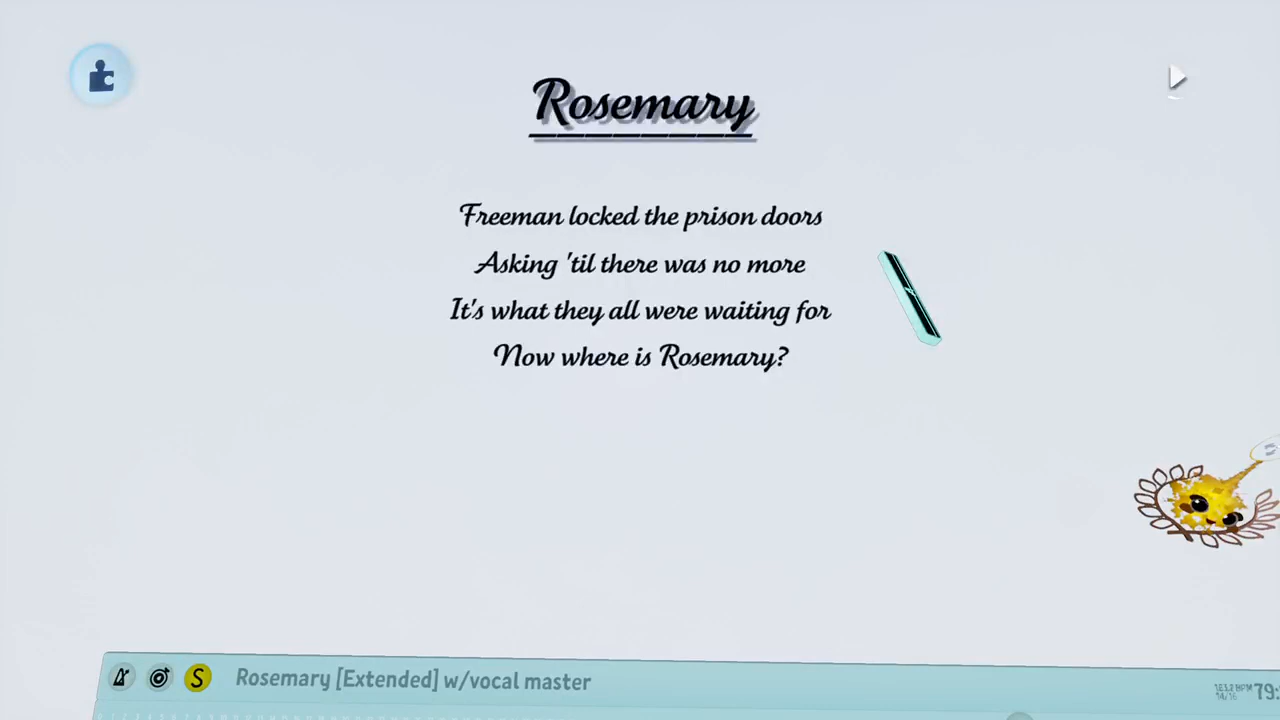 Rosemary
Freeman locked the prison doors
Asking 'til there was no more
It's what they all were waiting for
Now where is Rosemary?
S
Rosemary [Extended] w/vocal master
79: